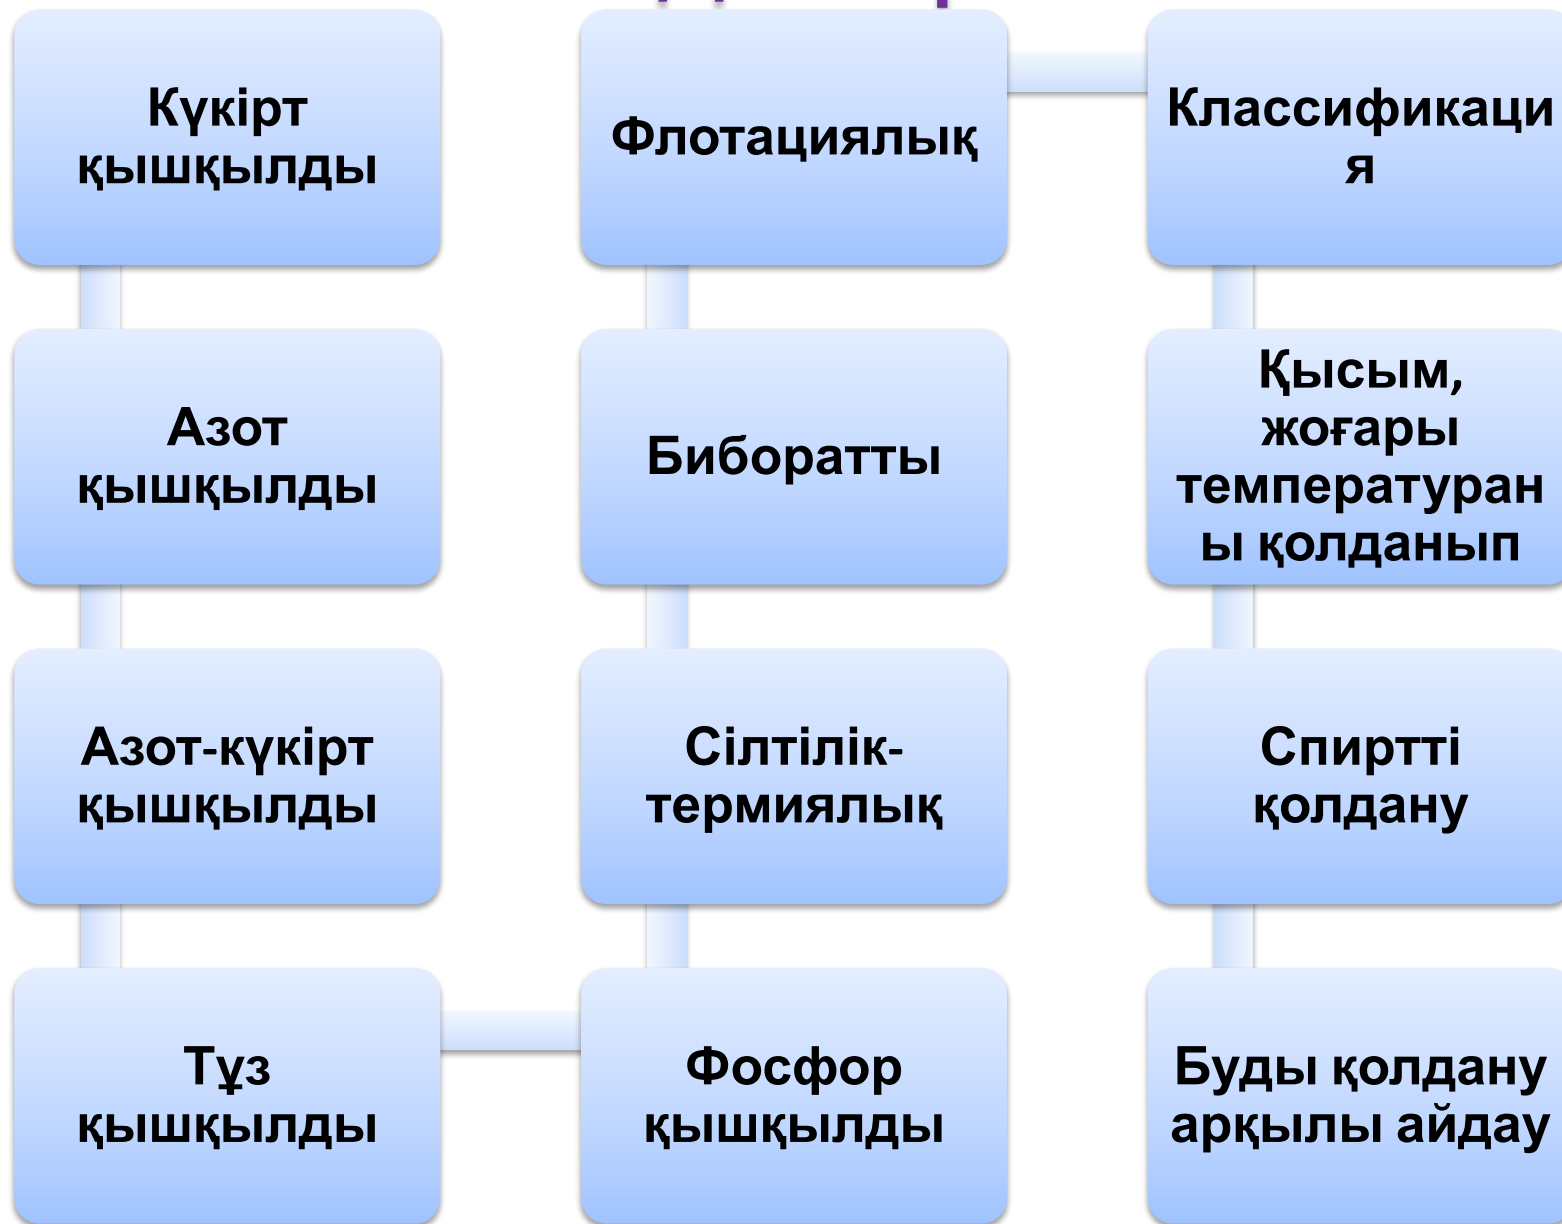 Күкірт
қышқылды
Азот
қышқылды
Азот-күкірт
қышқылды
Тұз
қышқылды
Фосфор
қышқылды
Сілтілік-
термиялық
Биборатты
Флотациялық
Классификаци
я
Қысым,
жоғары
температуран
ы қолданып
Спиртті
қолдану
Буды қолдану
арқылы айдау